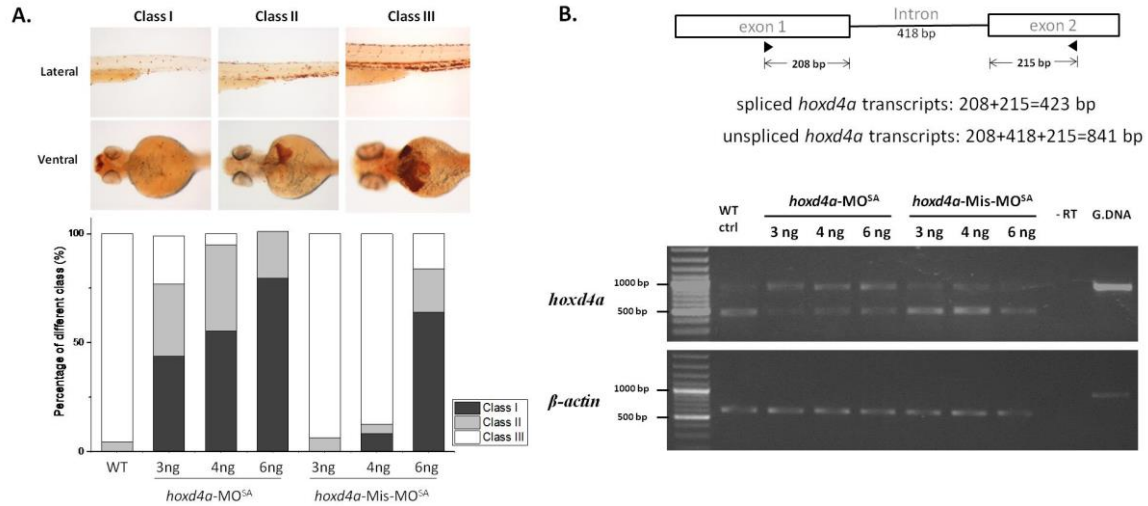 A.
Class I Class II Class III
Lateral
Ventral
Percentage of different class (%)
100
50
0
Class I
Class II
Class III
WT 3ng 4ng 6ng 3ng 4ng 6ng
hoxd4a-MO^SA hoxd4a-Mis-MO^SA
B.
Intron
exon 1 418 bp exon 2
208 bp 215 bp
spliced hoxd4a transcripts: 208+215=423 bp
unspliced hoxd4a transcripts: 208+418+215=841 bp
WT ctrl hoxd4a-MO^SA hoxd4a-Mis-MO^SA - RT G.DNA
3 ng 4 ng 6 ng 3 ng 4 ng 6 ng
hoxd4a
1000 bp
500 bp
β-actin
1000 bp
500 bp